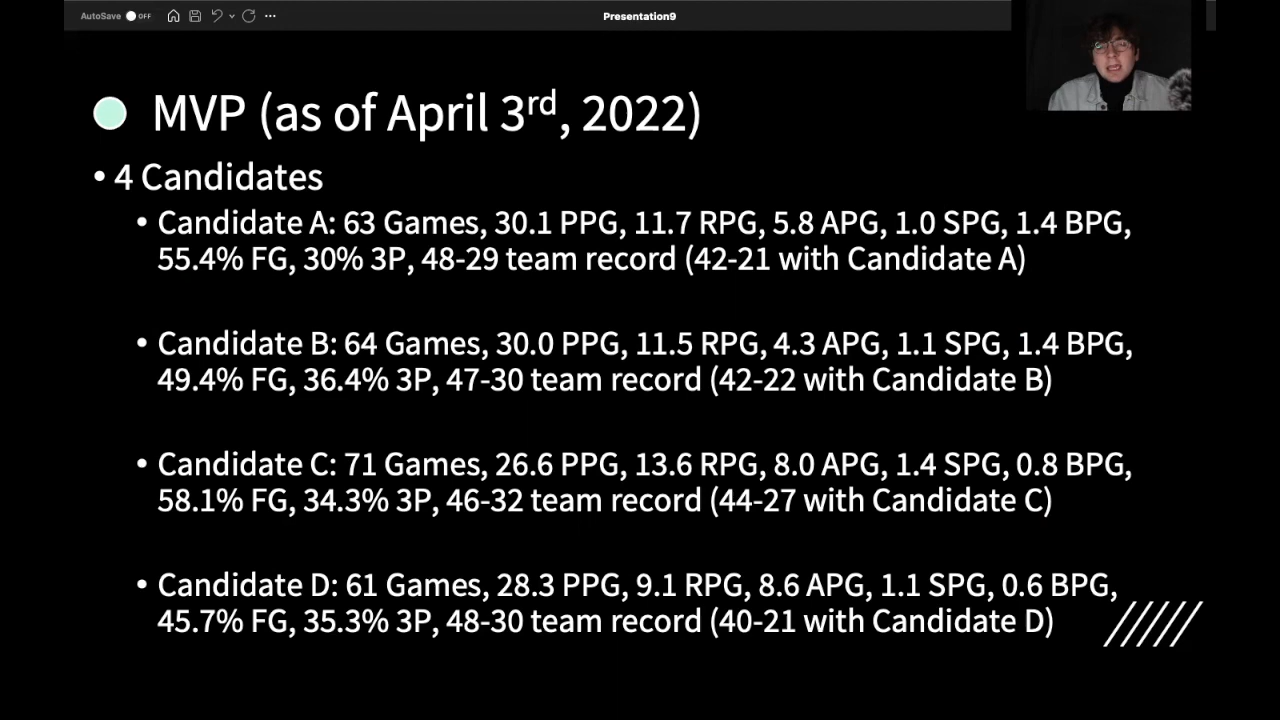 AutoSave OFF
Presentation9
MVP (as of April 3rd, 2022)
• 4 Candidates
• Candidate A: 63 Games, 30.1 PPG, 11.7 RPG, 5.8 APG, 1.0 SPG, 1.4 BPG,
55.4% FG, 30% 3P, 48-29 team record (42-21 with Candidate A)
• Candidate B: 64 Games, 30.0 PPG, 11.5 RPG, 4.3 APG, 1.1 SPG, 1.4 BPG,
49.4% FG, 36.4% 3P, 47-30 team record (42-22 with Candidate B)
• Candidate C: 71 Games, 26.6 PPG, 13.6 RPG, 8.0 APG, 1.4 SPG, 0.8 BPG,
58.1% FG, 34.3% 3P, 46-32 team record (44-27 with Candidate C)
• Candidate D: 61 Games, 28.3 PPG, 9.1 RPG, 8.6 APG, 1.1 SPG, 0.6 BPG,
45.7% FG, 35.3% 3P, 48-30 team record (40-21 with Candidate D)